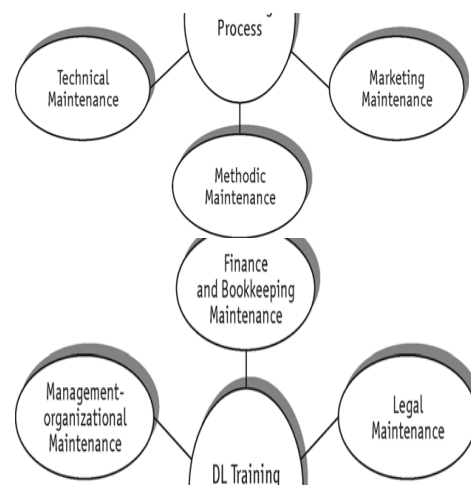 Process
Technical
Maintenance
Marketing
Maintenance
Methodic
Maintenance
Finance
and Bookkeeping
Maintenance
Management-
organizational
Maintenance
Legal
Maintenance
DL Training